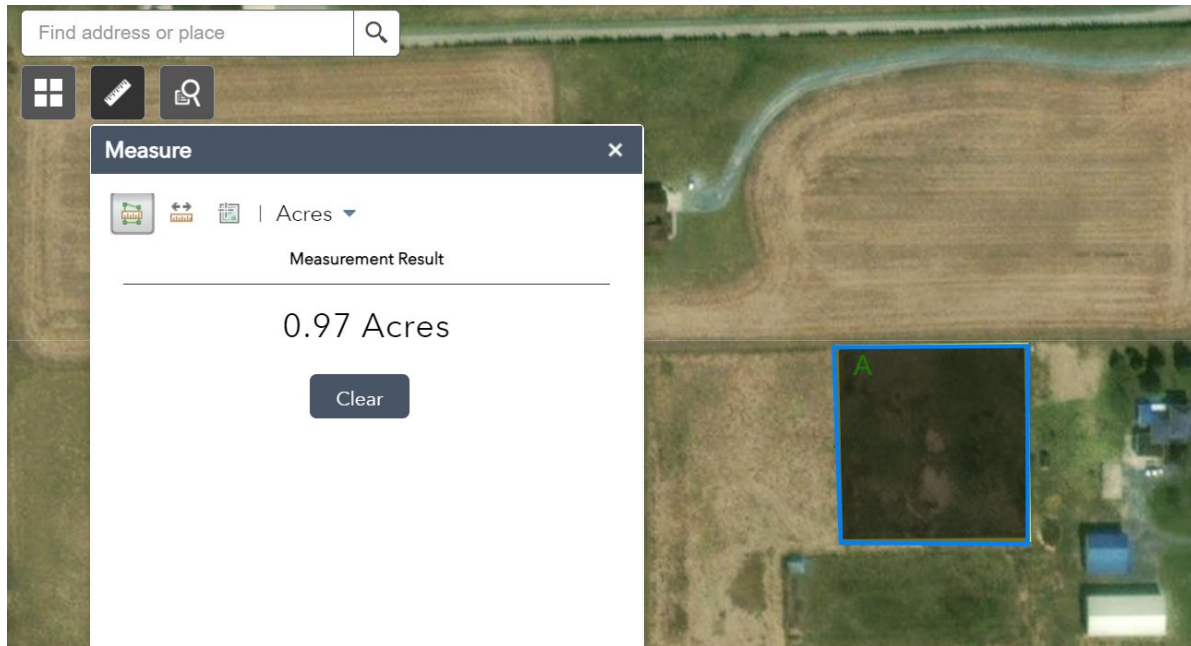 Find address or place
Measure
| Acres
Measurement Result
0.97 Acres
Clear
A